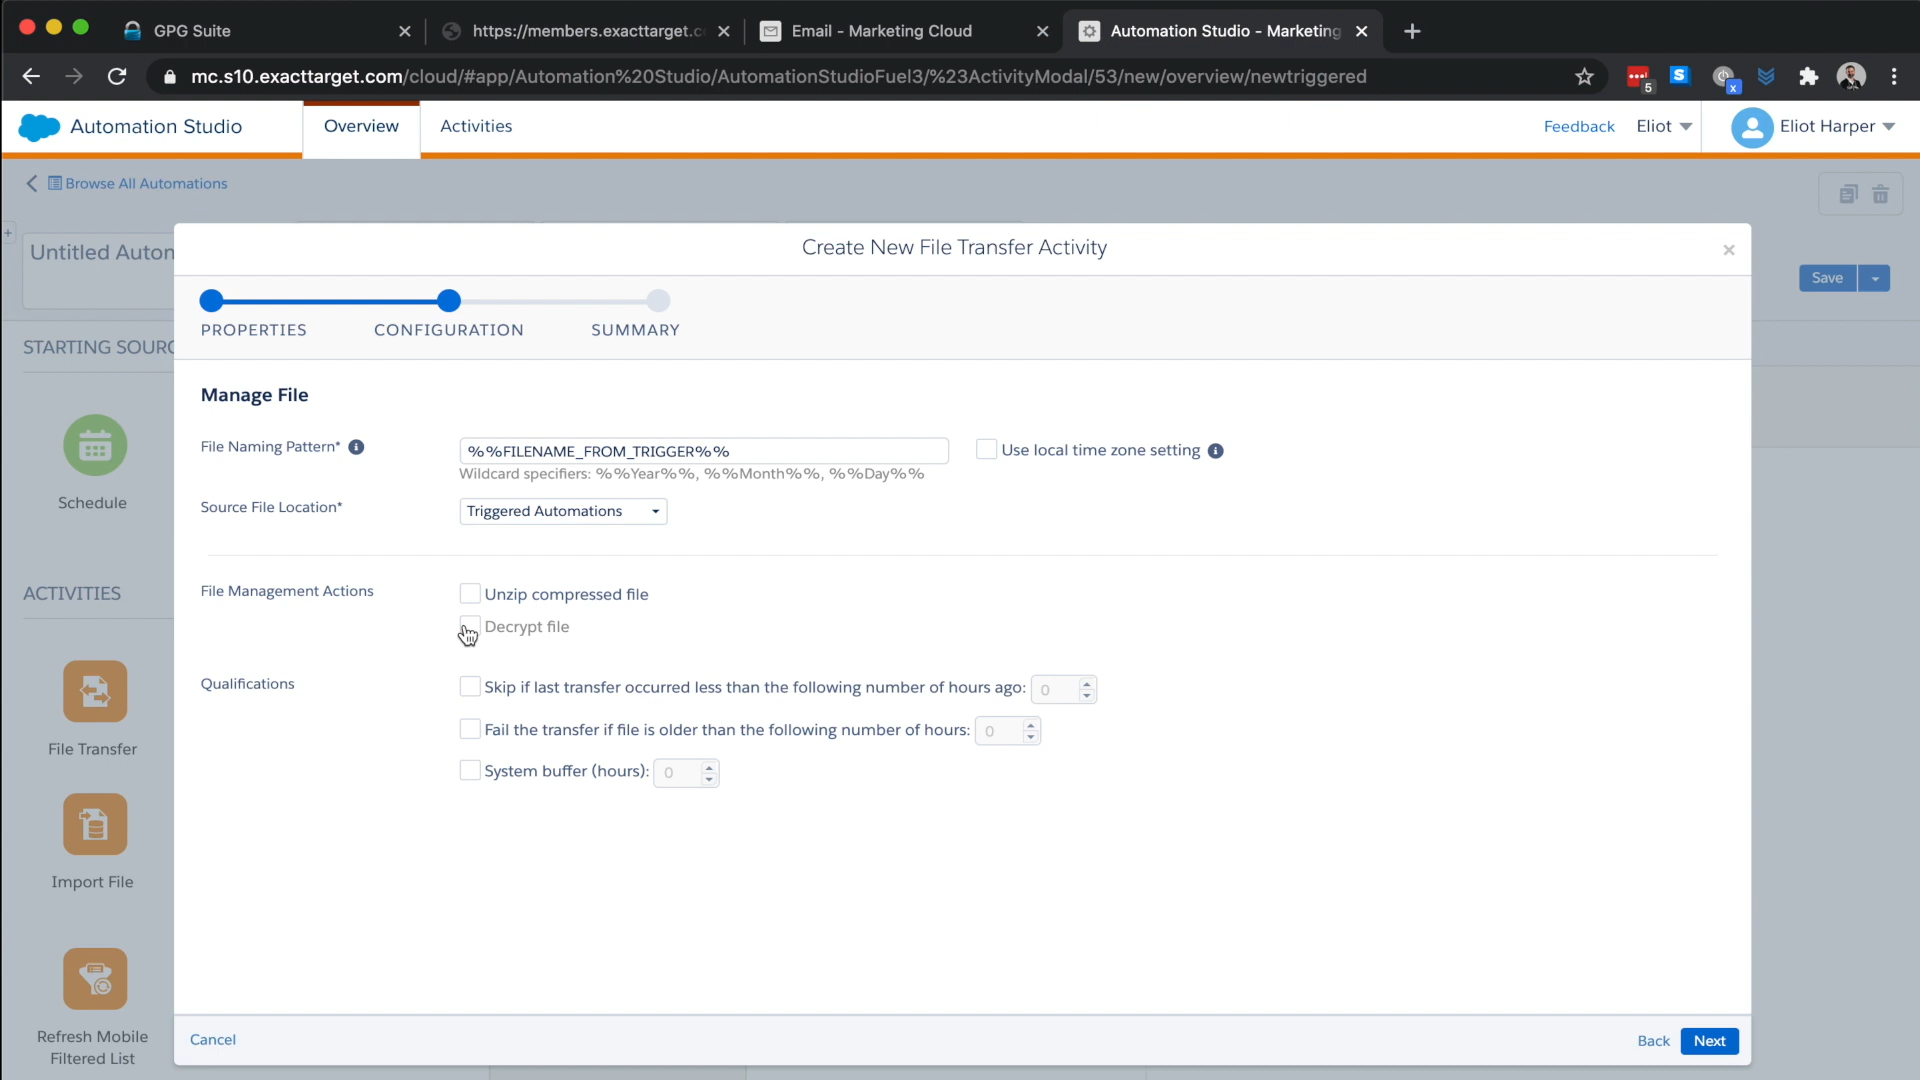 GPG Suite
https://members.exacttarget.c
Email - Marketing Cloud
Automation Studio - Marketing
mc.s10.exacttarget.com/cloud/#app/Automation%20Studio/AutomationStudioFuel3/%23ActivityModal/53/new/overview/newtriggered
5
x
Automation Studio
Overview
Activities
Feedback
Eliot
Eliot Harper
Browse All Automations
Untitled Autom
Save
Create New File Transfer Activity
PROPERTIES
CONFIGURATION
SUMMARY
STARTING SOURC
Schedule
Manage File
File Naming Pattern*
%%FILENAME_FROM_TRIGGER%%
Use local time zone setting
Wildcard specifiers: %%Year%%, %%Month%%, %%Day%%
Source File Location*
Triggered Automations
ACTIVITIES
File Management Actions
Unzip compressed file
Decrypt file
Qualifications
Skip if last transfer occurred less than the following number of hours ago: 0
Fail the transfer if file is older than the following number of hours: 0
System buffer (hours): 0
File Transfer
Import File
Refresh Mobile
Filtered List
Cancel
Back
Next